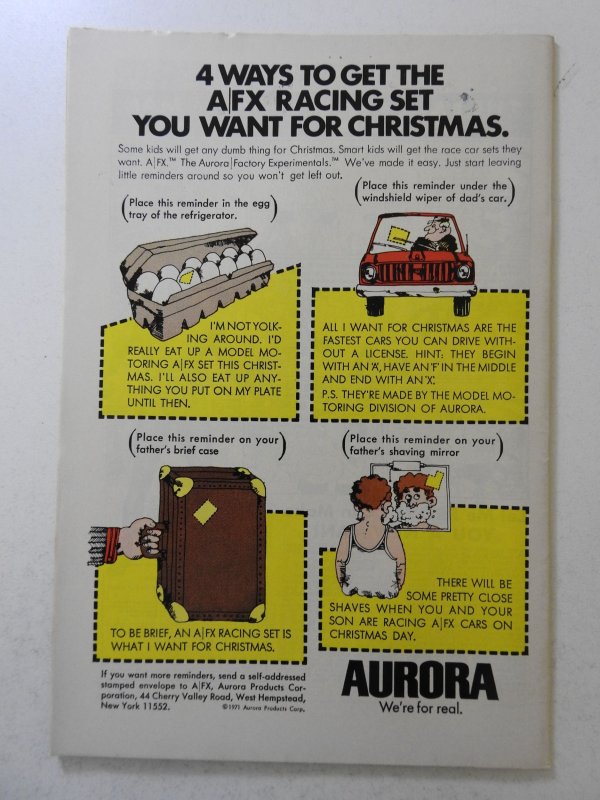 4 WAYS TO GET THE
A|FX RACING SET
YOU WANT FOR CHRISTMAS.
Some kids will get any dumb thing for Christmas. Smart kids will get the race car sets they
want. A|FX.™ The Aurora|Factory Experimentals.™ We've made it easy. Just start leaving
little reminders around so you won't get left out.
(Place this reminder in the egg
tray of the refrigerator.)
I'M NOT YOLK-
ING AROUND. I'D
REALLY EAT UP A MODEL MO-
TORING A|FX SET THIS CHRIST-
MAS. I'LL ALSO EAT UP ANY-
THING YOU PUT ON MY PLATE
UNTIL THEN.
(Place this reminder under the
windshield wiper of dad's car.)
ALL I WANT FOR CHRISTMAS ARE THE
FASTEST CARS YOU CAN DRIVE WITH-
OUT A LICENSE. HINT: THEY BEGIN
WITH AN 'A', HAVE AN 'F' IN THE MIDDLE
AND END WITH AN 'X'.
P.S. THEY'RE MADE BY THE MODEL MO-
TORING DIVISION OF AURORA.
(Place this reminder on your
father's brief case)
TO BE BRIEF, AN A|FX RACING SET IS
WHAT I WANT FOR CHRISTMAS.
(Place this reminder on your
father's shaving mirror)
THERE WILL BE
SOME PRETTY CLOSE
SHAVES WHEN YOU AND YOUR
SON ARE RACING A|FX CARS ON
CHRISTMAS DAY.
If you want more reminders, send a self-addressed
stamped envelope to A|FX, Aurora Products Cor-
poration, 44 Cherry Valley Road, West Hempstead,
New York 11552. ©1971 Aurora Products Corp.
AURORA
We're for real.